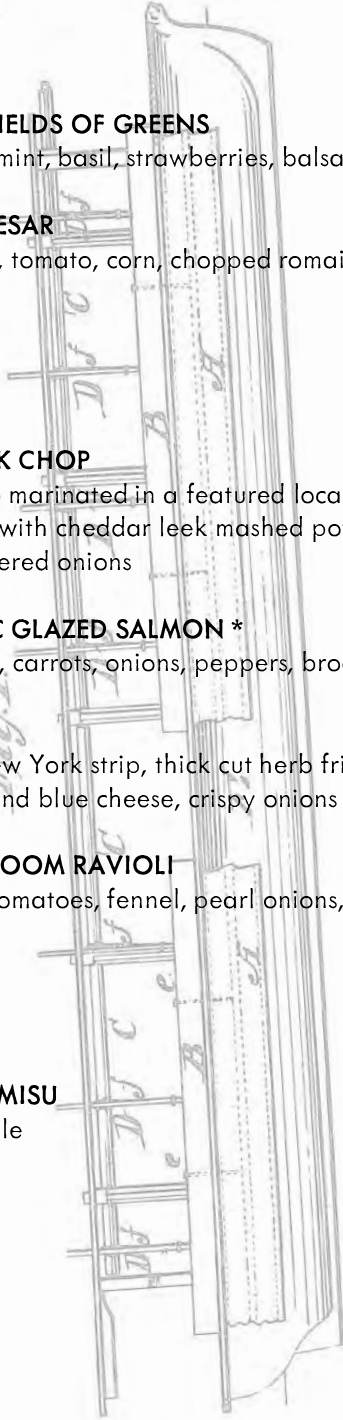 IELDS OF GREENS
mint, basil, strawberries, balsa
ESAR
, tomato, corn, chopped romai
K CHOP
marinated in a featured loca
with cheddar leek mashed po
ered onions
C GLAZED SALMON *
, carrots, onions, peppers, broc
w York strip, thick cut herb fri
nd blue cheese, crispy onions
OOM RAVIOLI
omatoes, fennel, pearl onions,
MISU
le
D f
C
f
D
B
A
D
D f
C
f
A
e
C
B
D f
e
D f